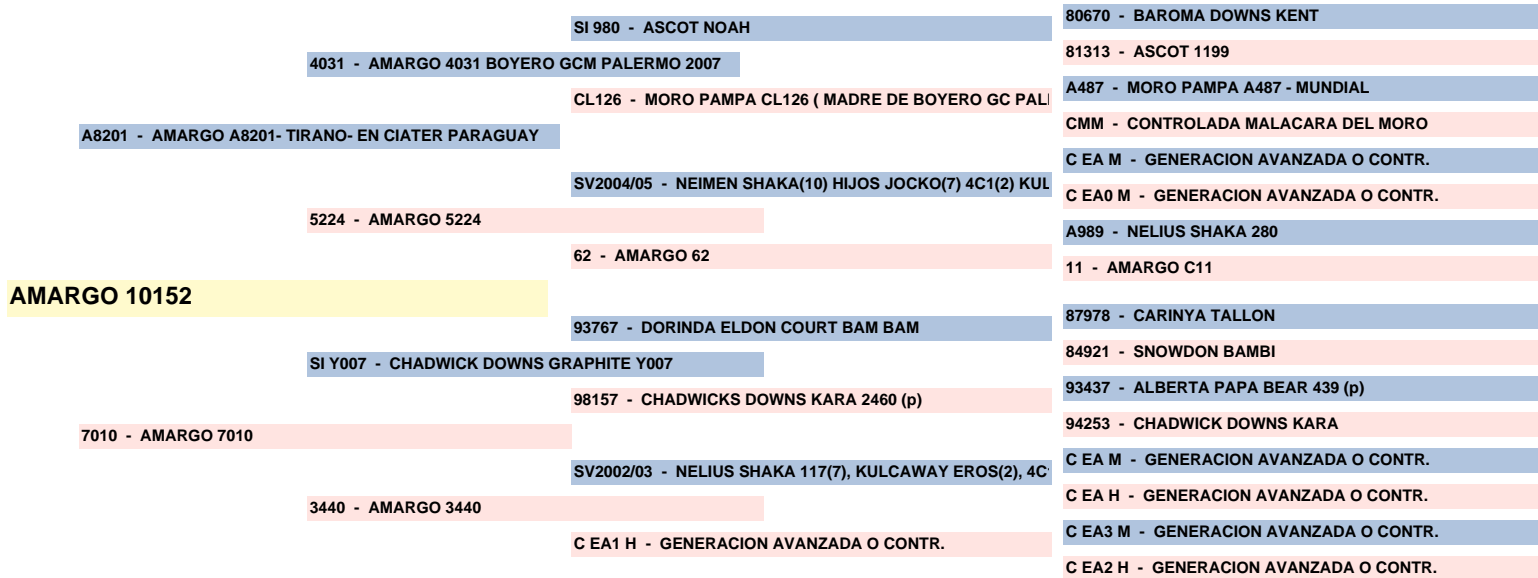 80670 - BAROMA DOWNS KENT
SI 980 - ASCOT NOAH
81313 - ASCOT 1199
4031 - AMARGO 4031 BOYERO GCM PALERMO 2007
A487 - MORO PAMPA A487 - MUNDIAL
CL126 - MORO PAMPA CL126 ( MADRE DE BOYERO GC PAL
CMM - CONTROLADA MALACARA DEL MORO
A8201 - AMARGO A8201- TIRANO- EN CIATER PARAGUAY
C EA M - GENERACION AVANZADA O CONTR.
SV2004/05 - NEIMEN SHAKA(10) HIJOS JOCKO(7) 4C1(2) KUL
C EA0 M - GENERACION AVANZADA O CONTR.
5224 - AMARGO 5224
A989 - NELIUS SHAKA 280
62 - AMARGO 62
11 - AMARGO C11
AMARGO 10152
87978 - CARINYA TALLON
93767 - DORINDA ELDON COURT BAM BAM
84921 - SNOWDON BAMBI
SI Y007 - CHADWICK DOWNS GRAPHITE Y007
93437 - ALBERTA PAPA BEAR 439 (p)
98157 - CHADWICKS DOWNS KARA 2460 (p)
94253 - CHADWICK DOWNS KARA
7010 - AMARGO 7010
C EA M - GENERACION AVANZADA O CONTR.
SV2002/03 - NELIUS SHAKA 117(7), KULCAWAY EROS(2), 4C
C EA H - GENERACION AVANZADA O CONTR.
3440 - AMARGO 3440
C EA3 M - GENERACION AVANZADA O CONTR.
C EA1 H - GENERACION AVANZADA O CONTR.
C EA2 H - GENERACION AVANZADA O CONTR.